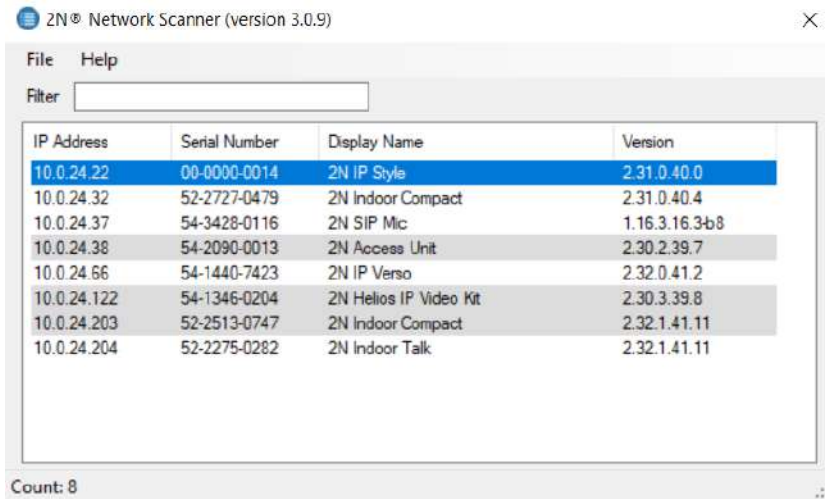 2N® Network Scanner (version 3.0.9)
File Help
Filter
IP Address Serial Number Display Name Version
10.0.24.22 00-0000-0014 2N IP Style 2.31.0.40.0
10.0.24.32 52-2727-0479 2N Indoor Compact 2.31.0.40.4
10.0.24.37 54-3428-0116 2N SIP Mic 1.16.3.16.3-b8
10.0.24.38 54-2090-0013 2N Access Unit 2.30.2.39.7
10.0.24.66 54-1440-7423 2N IP Verso 2.32.0.41.2
10.0.24.122 54-1346-0204 2N Helios IP Video Kit 2.30.3.39.8
10.0.24.203 52-2513-0747 2N Indoor Compact 2.32.1.41.11
10.0.24.204 52-2275-0282 2N Indoor Talk 2.32.1.41.11
Count: 8